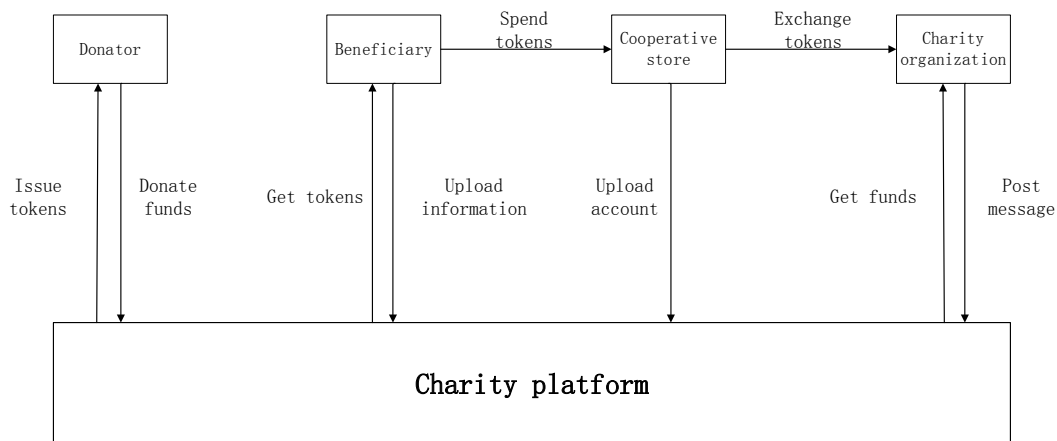 Spend
tokens
Exchange
tokens
Donator
Beneficiary
Cooperative
store
Charity
organization
Issue
tokens
Donate
funds
Get tokens
Upload
information
Upload
account
Get funds
Post
message
Charity platform